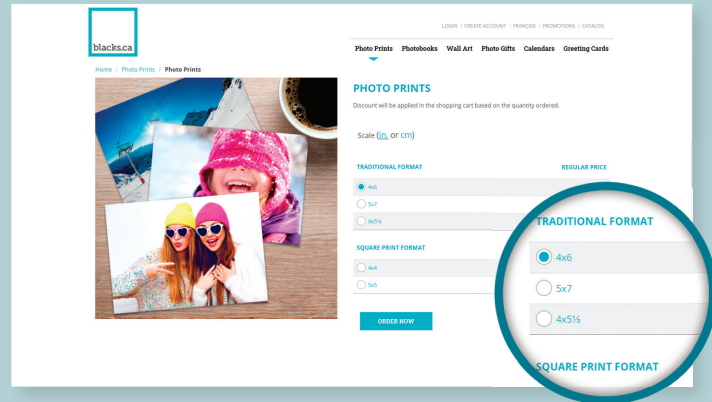 blacks.ca
LOGIN | CREATE ACCOUNT | FRANÇAIS | PROMOTIONS | CATALOG
Photo Prints Photobooks Wall Art Photo Gifts Calendars Greeting Cards
Home / Photo Prints / Photo Prints
PHOTO PRINTS
Discount will be applied in the shopping cart based on the quantity ordered.
Scale (in. or cm)
TRADITIONAL FORMAT REGULAR PRICE
4x6
5x7
4x5⅓
SQUARE PRINT FORMAT
4x4
5x5
ORDER NOW
TRADITIONAL FORMAT
4x6
5x7
4x5⅓
SQUARE PRINT FORMAT